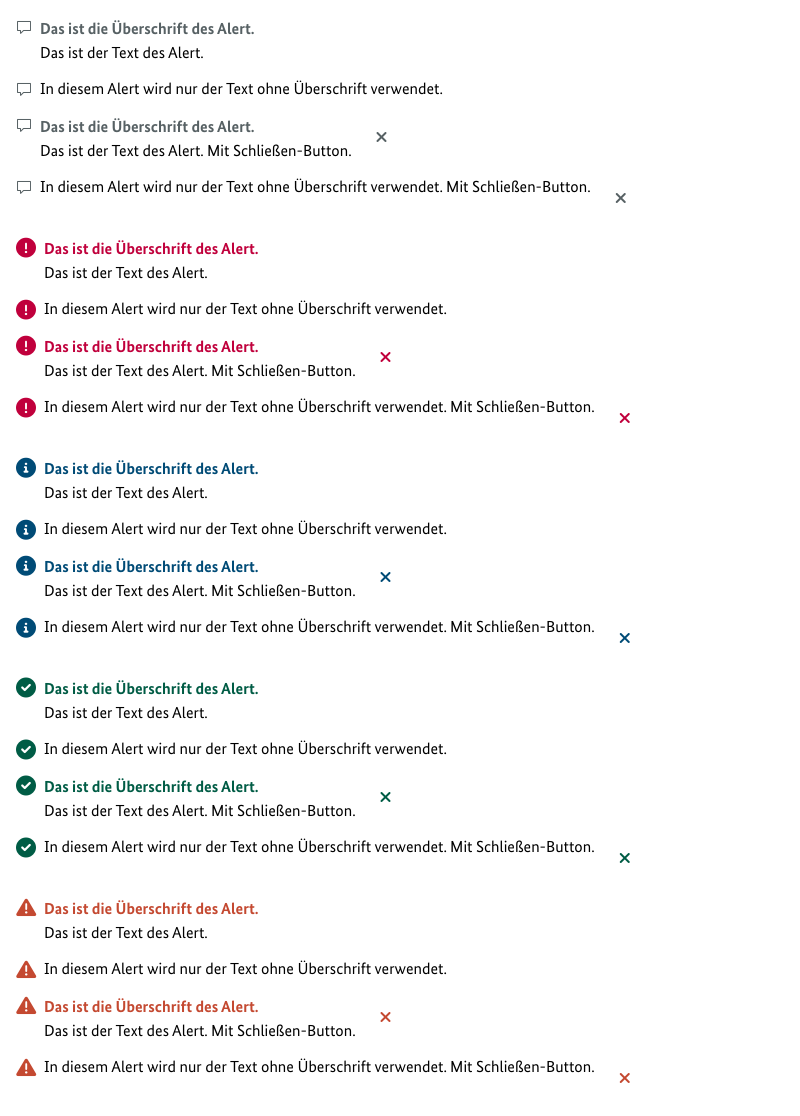 Das ist die Überschrift des Alert.
Das ist der Text des Alert.
In diesem Alert wird nur der Text ohne Überschrift verwendet.
Das ist die Überschrift des Alert.
Das ist der Text des Alert. Mit Schließen-Button.
In diesem Alert wird nur der Text ohne Überschrift verwendet. Mit Schließen-Button.
Das ist die Überschrift des Alert.
Das ist der Text des Alert.
In diesem Alert wird nur der Text ohne Überschrift verwendet.
Das ist die Überschrift des Alert.
Das ist der Text des Alert. Mit Schließen-Button.
In diesem Alert wird nur der Text ohne Überschrift verwendet. Mit Schließen-Button.
Das ist die Überschrift des Alert.
Das ist der Text des Alert.
In diesem Alert wird nur der Text ohne Überschrift verwendet.
Das ist die Überschrift des Alert.
Das ist der Text des Alert. Mit Schließen-Button.
In diesem Alert wird nur der Text ohne Überschrift verwendet. Mit Schließen-Button.
Das ist die Überschrift des Alert.
Das ist der Text des Alert.
In diesem Alert wird nur der Text ohne Überschrift verwendet.
Das ist die Überschrift des Alert.
Das ist der Text des Alert. Mit Schließen-Button.
In diesem Alert wird nur der Text ohne Überschrift verwendet. Mit Schließen-Button.
Das ist die Überschrift des Alert.
Das ist der Text des Alert.
In diesem Alert wird nur der Text ohne Überschrift verwendet.
Das ist die Überschrift des Alert.
Das ist der Text des Alert. Mit Schließen-Button.
In diesem Alert wird nur der Text ohne Überschrift verwendet. Mit Schließen-Button.